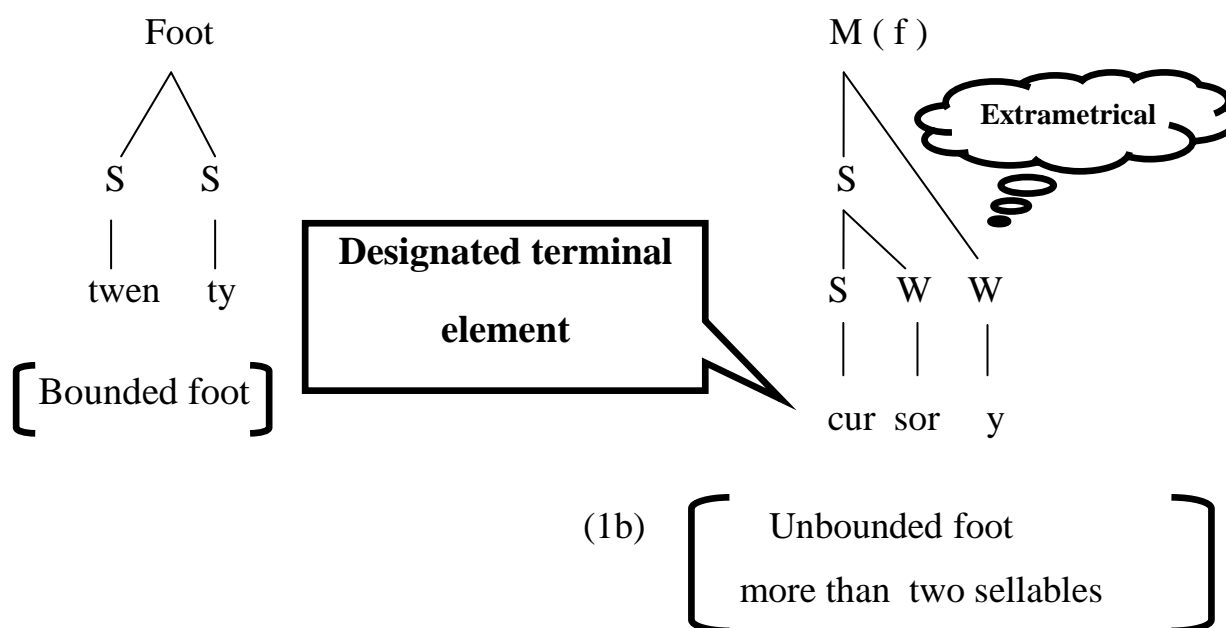 Foot
S S
twen ty
Bounded foot
Designated terminal
element
M ( f )
Extrametrical
S
S W W
cur sor y
(1b)
Unbounded foot
more than two sellables